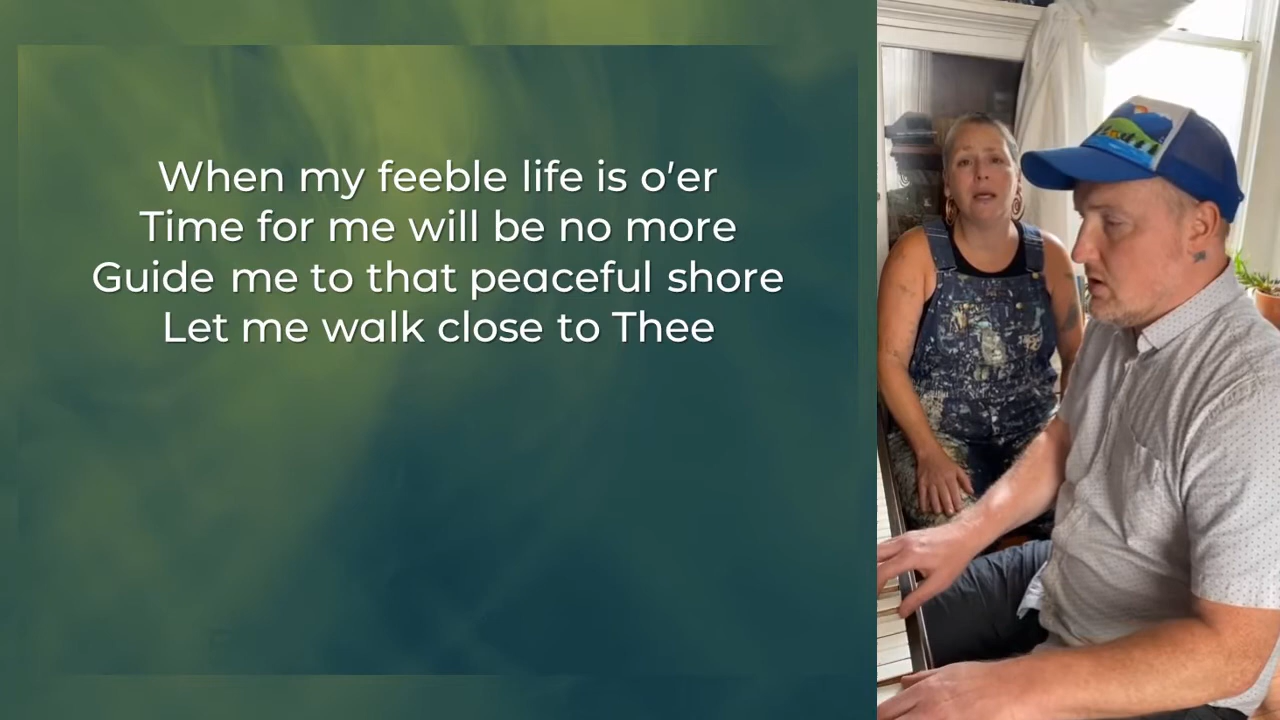 When my feeble life is o'er
Time for me will be no more
Guide me to that peaceful shore
Let me walk close to Thee